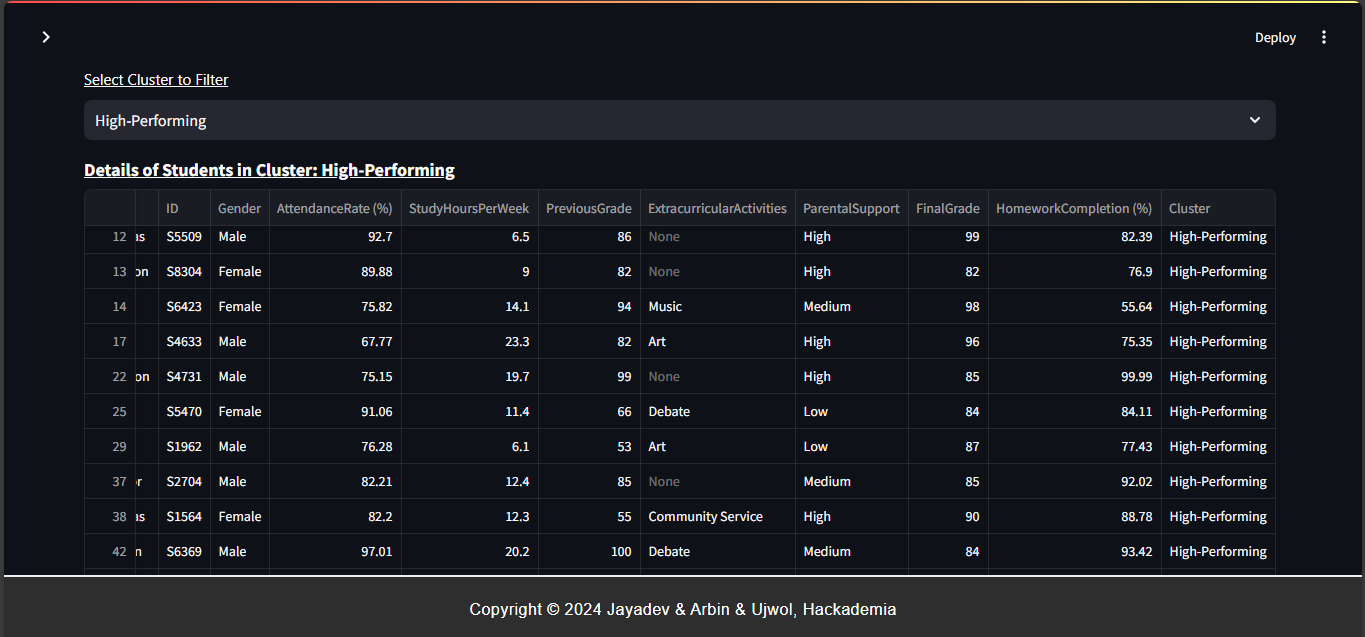 Deploy
Select Cluster to Filter
High-Performing
Details of Students in Cluster: High-Performing
ID Gender AttendanceRate (%) StudyHoursPerWeek PreviousGrade ExtracurricularActivities ParentalSupport FinalGrade HomeworkCompletion (%) Cluster
12 as S5509 Male 92.7 6.5 86 None High 99 82.39 High-Performing
13 on S8304 Female 89.88 9 82 None High 82 76.9 High-Performing
14 S6423 Female 75.82 14.1 94 Music Medium 98 55.64 High-Performing
17 S4633 Male 67.77 23.3 82 Art High 96 75.35 High-Performing
22 on S4731 Male 75.15 19.7 99 None High 85 99.99 High-Performing
25 S5470 Female 91.06 11.4 66 Debate Low 84 84.11 High-Performing
29 S1962 Male 76.28 6.1 53 Art Low 87 77.43 High-Performing
37 r S2704 Male 82.21 12.4 85 None Medium 85 92.02 High-Performing
38 as S1564 Female 82.2 12.3 55 Community Service High 90 88.78 High-Performing
42 n S6369 Male 97.01 20.2 100 Debate Medium 84 93.42 High-Performing
Copyright © 2024 Jayadev & Arbin & Ujwol, Hackademia